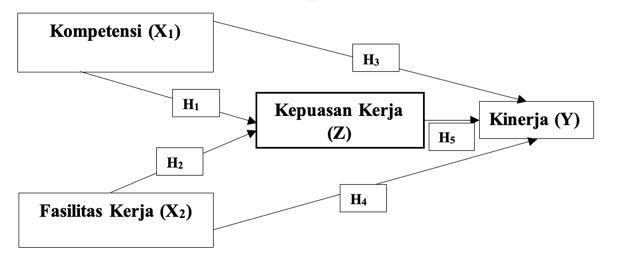 Kompetensi (X₁)
H₃
H₁
Kepuasan Kerja
(Z)
Kinerja (Y)
H₅
H₂
Fasilitas Kerja (X₂)
H₄